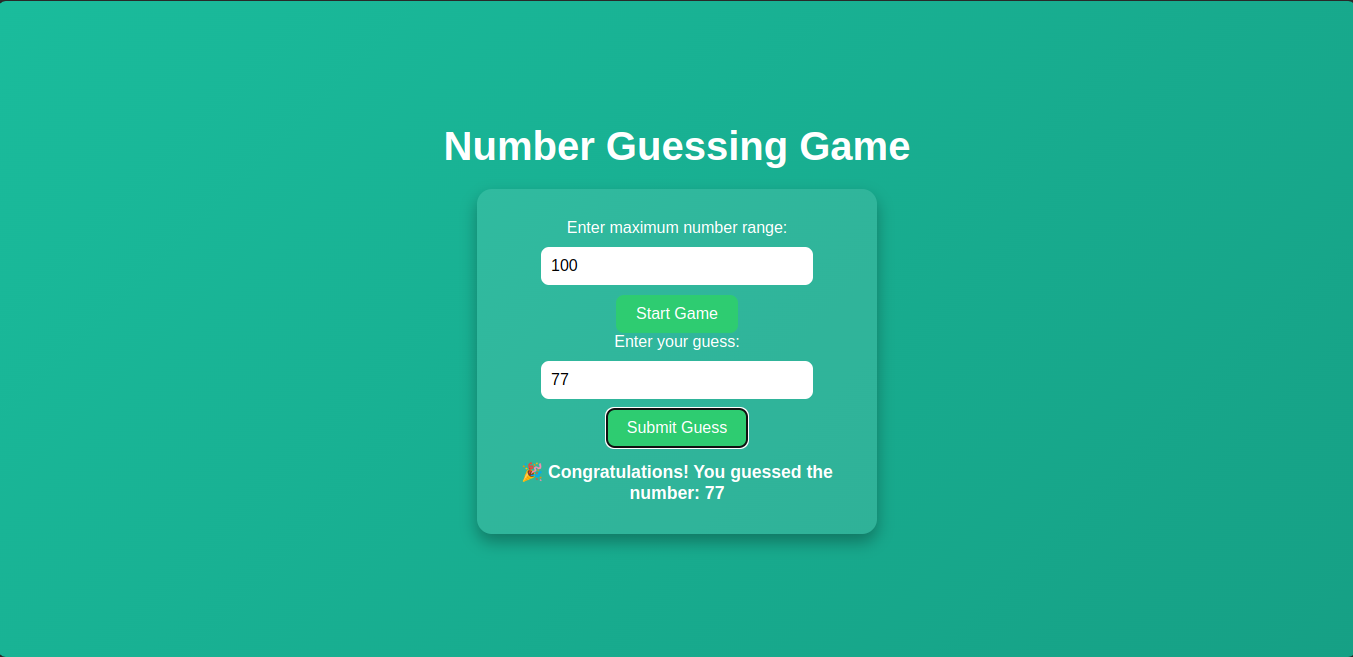 Number Guessing Game
Enter maximum number range:
100
Start Game
Enter your guess:
77
Submit Guess
🎉 Congratulations! You guessed the
number: 77